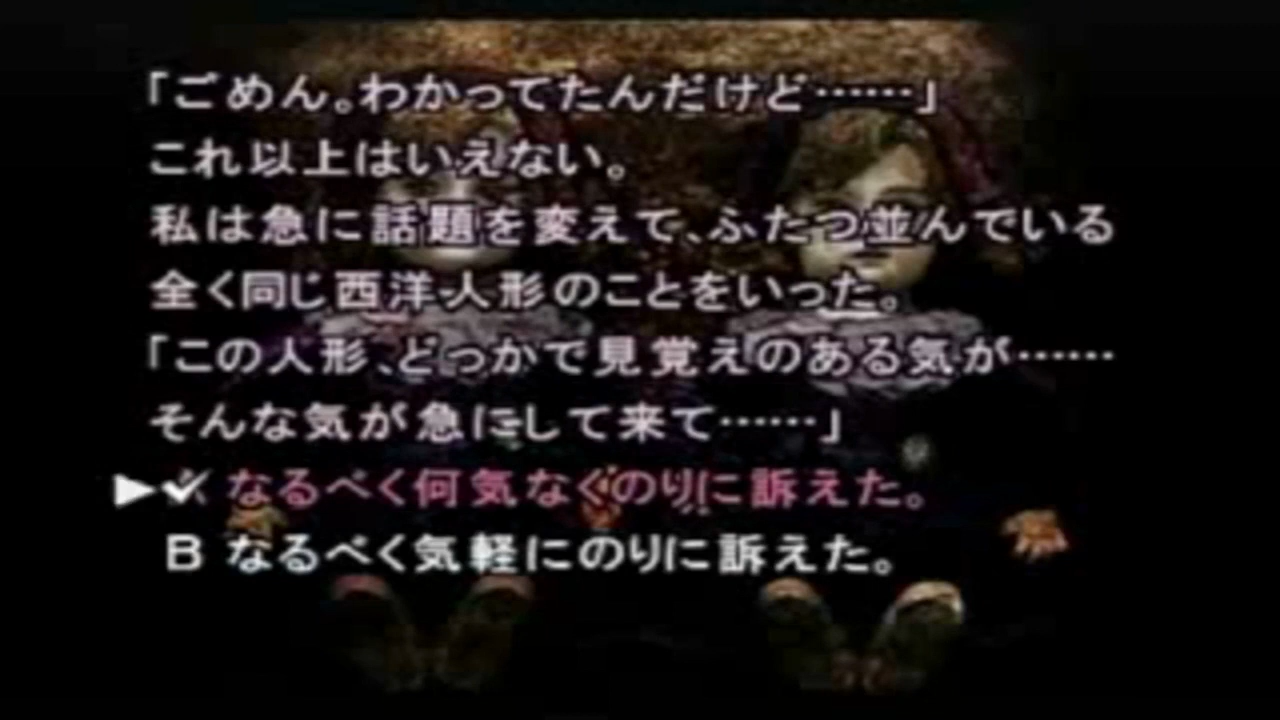 「ごめん。わかってたんだけど……」
これ以上はいえない。
私は急に話題を変えて、ふたつ並んでいる
全く同じ西洋人形のことをいった。
「この人形、どっかで見覚えのある気が……
そんな気が急にして来て……」
なるべく何気なくのりに訴えた。
B なるべく気軽にのりに訴えた。